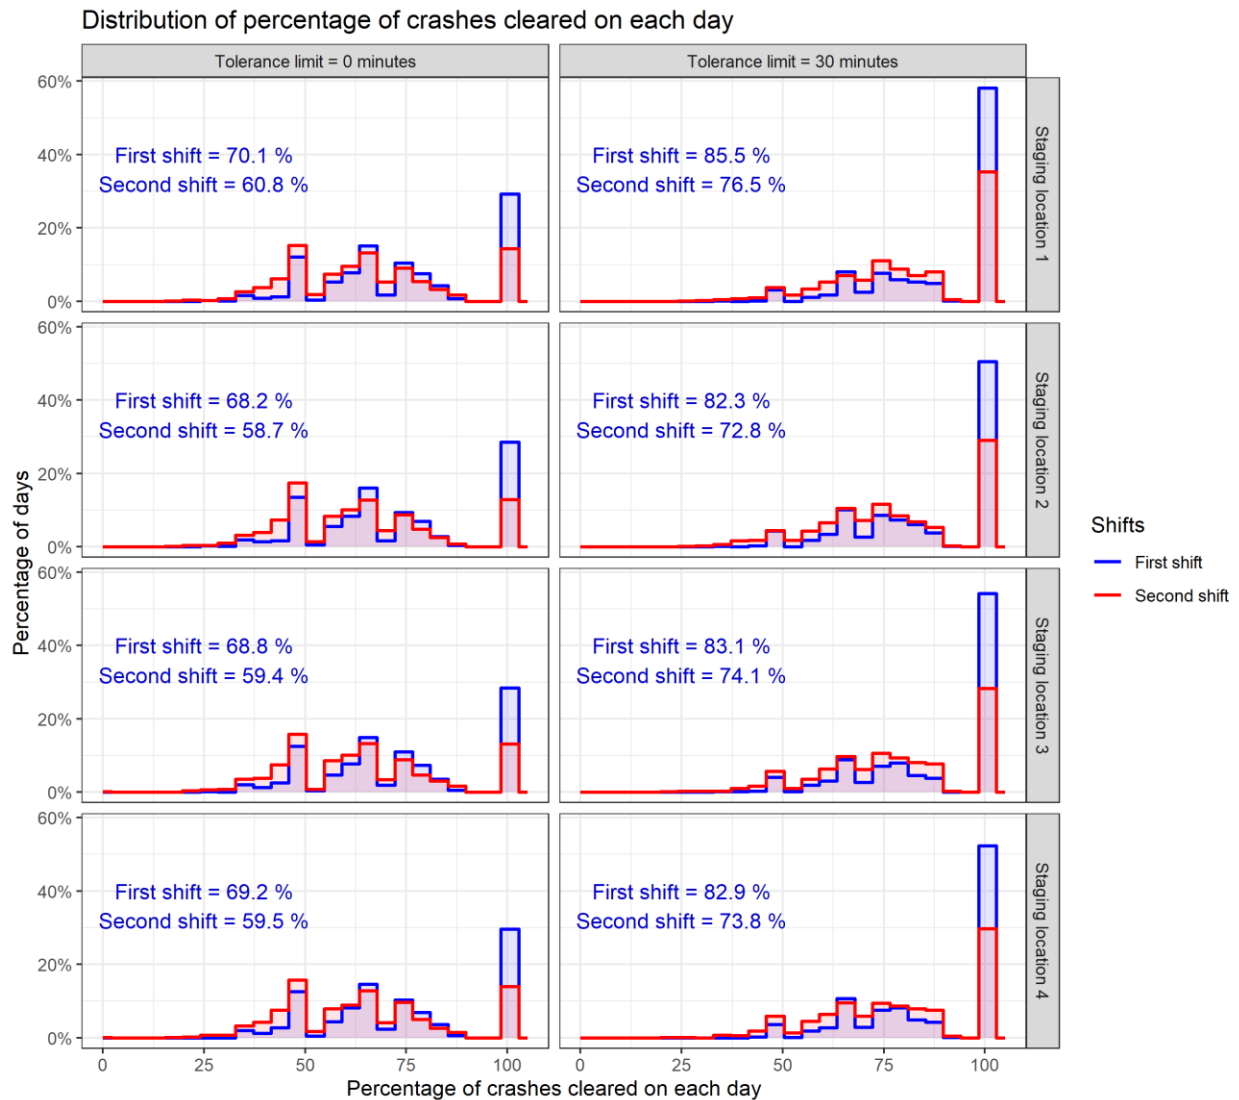 Distribution of percentage of crashes cleared on each day
Tolerance limit = 0 minutes
Tolerance limit = 30 minutes
60%
40%
20%
0%
First shift = 70.1 %
Second shift = 60.8 %
First shift = 85.5 %
Second shift = 76.5 %
Staging location 1
60%
40%
20%
0%
First shift = 68.2 %
Second shift = 58.7 %
First shift = 82.3 %
Second shift = 72.8 %
Staging location 2
60%
40%
20%
0%
First shift = 68.8 %
Second shift = 59.4 %
First shift = 83.1 %
Second shift = 74.1 %
Staging location 3
60%
40%
20%
0%
First shift = 69.2 %
Second shift = 59.5 %
First shift = 82.9 %
Second shift = 73.8 %
Staging location 4
0 25 50 75 100
0 25 50 75 100
Percentage of crashes cleared on each day
Percentage of days
Shifts
First shift
Second shift